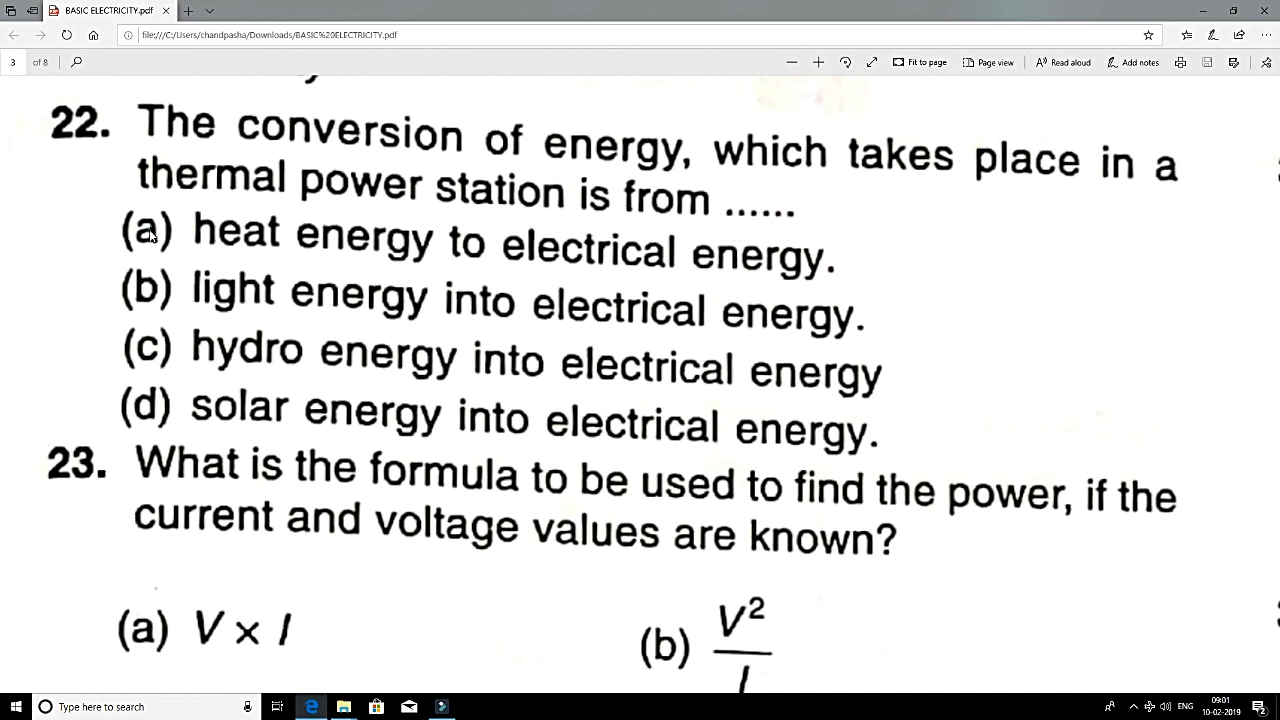 BASIC ELECTRICITY.pdf
file:///C:/Users/chandpasha/Downloads/BASIC%20ELECTRICITY.pdf
3 of 8 Fit to page Page view Read aloud Add notes
22. The conversion of energy, which takes place in a
thermal power station is from ......
(a) heat energy to electrical energy.
(b) light energy into electrical energy.
(c) hydro energy into electrical energy
(d) solar energy into electrical energy.
23. What is the formula to be used to find the power, if the
current and voltage values are known?
(a) V × I (b) V²/I
Type here to search
ENG 09:01
10-02-2019